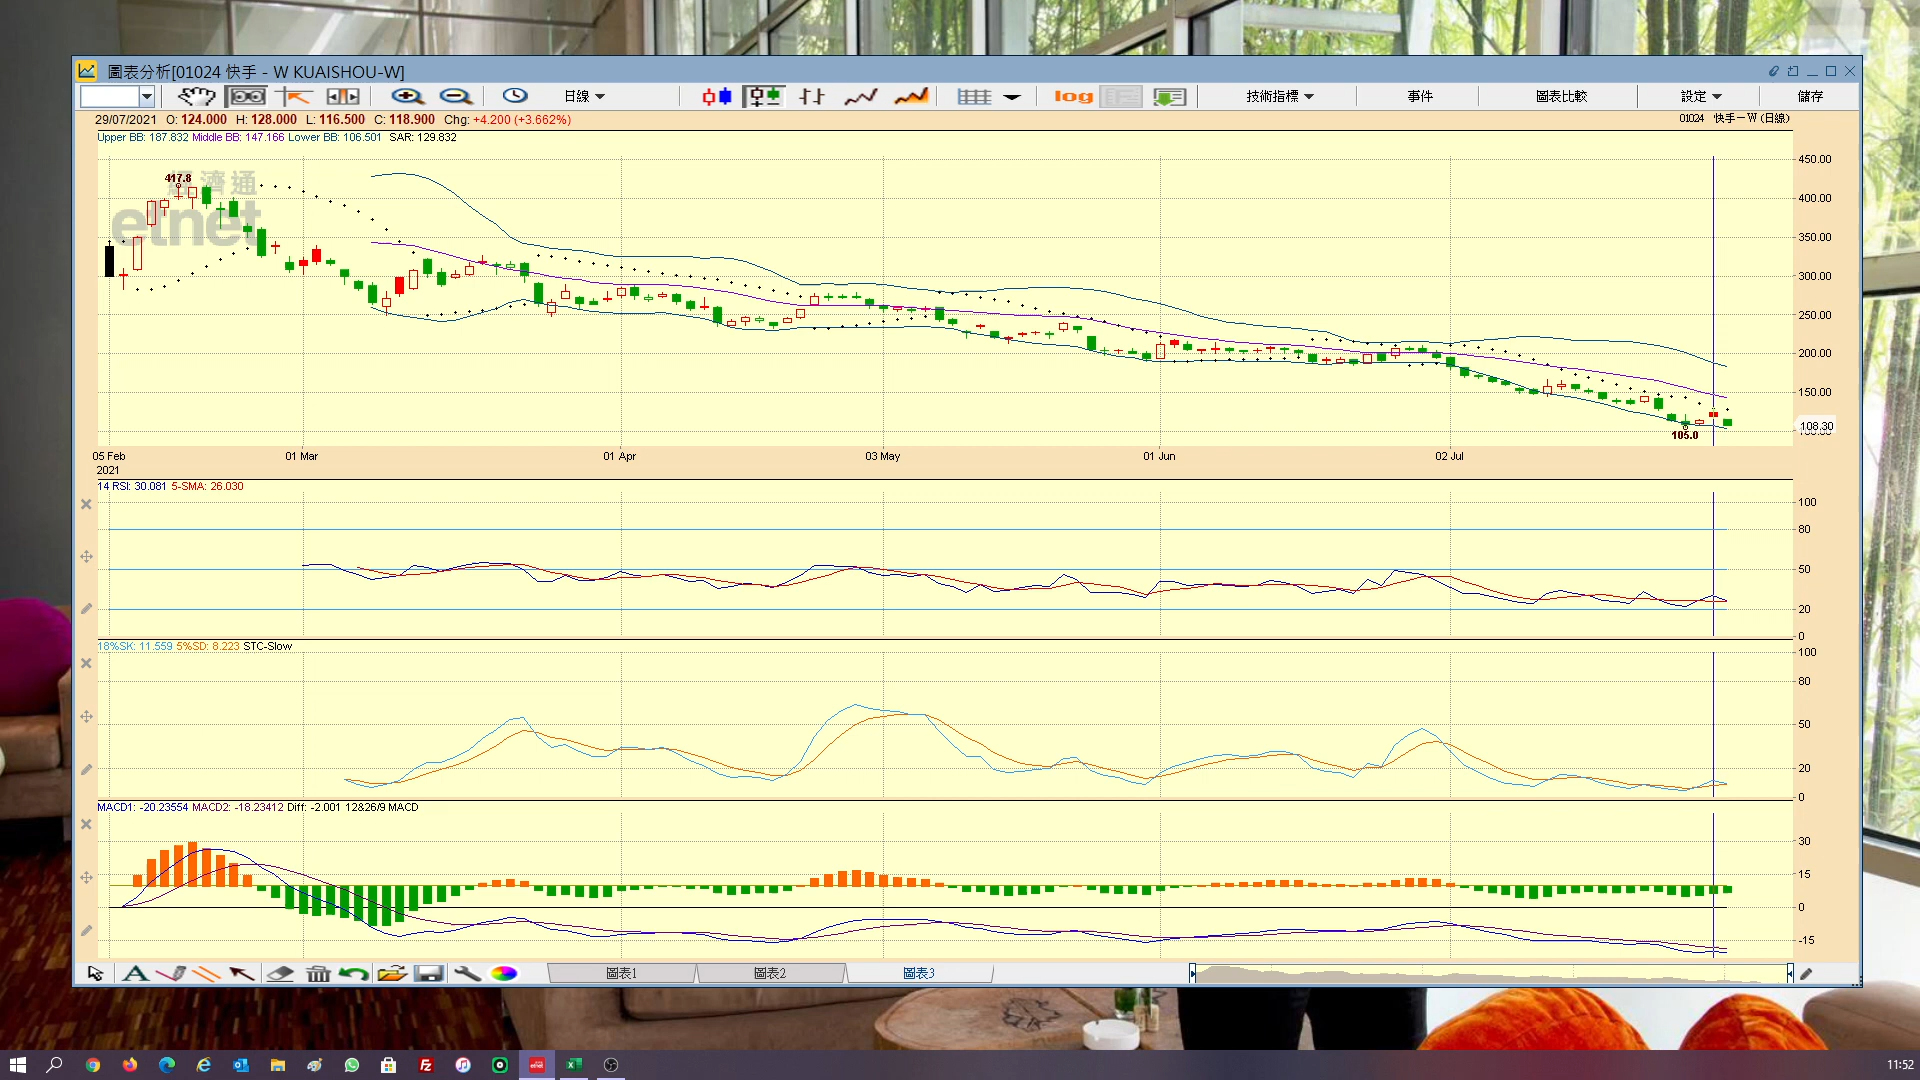 圖表分析[01024 快手 - W KUAISHOU-W]
日線 log 技術指標 事件 圖表比較 設定 儲存
29/07/2021 O: 124.000 H: 128.000 L: 116.500 C: 118.900 Chg: +4.200 (+3.662%) 01024 快手－W (日線)
Upper BB: 187.832 Middle BB: 147.166 Lower BB: 106.501 SAR: 129.832
經濟通
etnet
417.8
105.0
450.00
400.00
350.00
300.00
250.00
200.00
150.00
108.30
05 Feb 01 Mar 01 Apr 03 May 01 Jun 02 Jul
2021
14 RSI: 30.081 5-SMA: 26.030
100
80
50
20
0
18%SK: 11.559 5%SD: 8.223 STC-Slow
100
80
50
20
0
MACD1: -20.23554 MACD2: -18.23412 Diff: -2.001 12&26/9 MACD
30
15
0
-15
圖表1 圖表2 圖表3
11:52